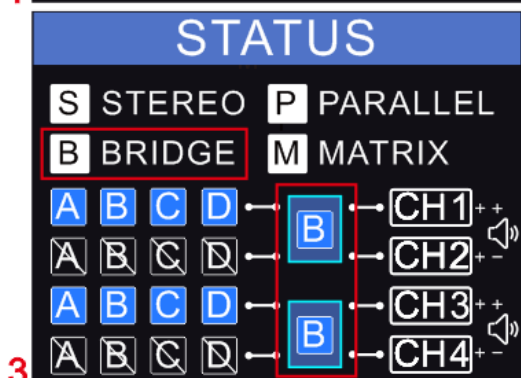 STATUS
S STEREO P PARALLEL
B BRIDGE M MATRIX
A B C D B CH1 ++
A B C D CH2 +-
A B C D B CH3 ++
3 A B C D CH4 +-